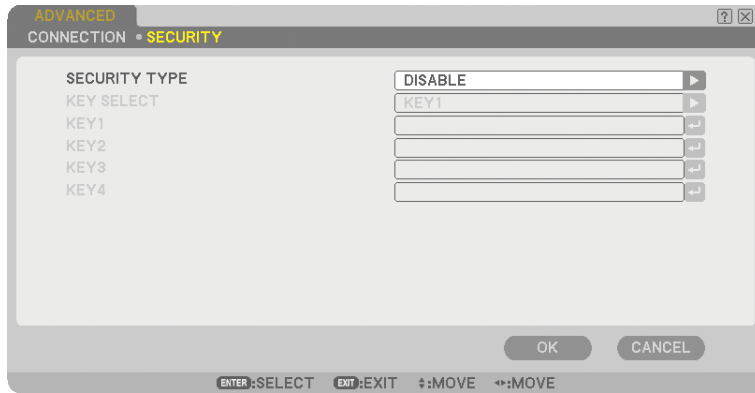 ADVANCED
CONNECTION • SECURITY
SECURITY TYPE DISABLE
KEY SELECT KEY1
KEY1
KEY2
KEY3
KEY4
OK CANCEL
ENTER:SELECT EXIT:EXIT :MOVE :MOVE